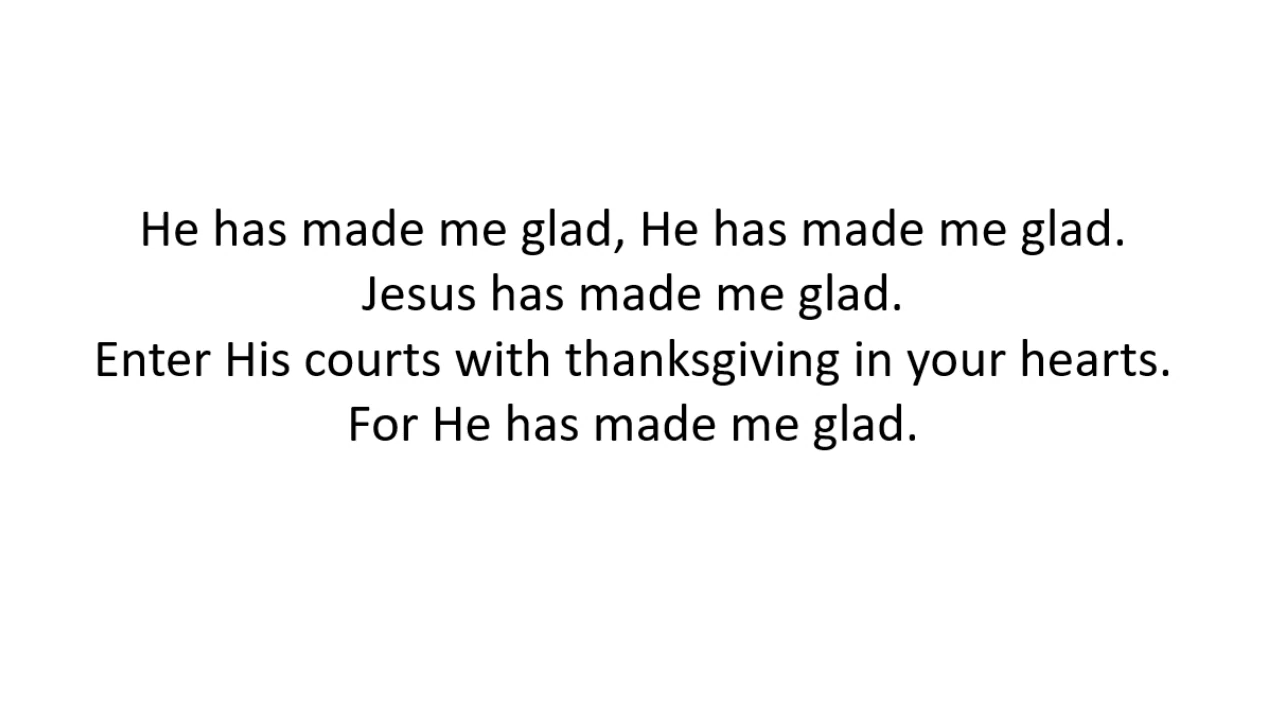 He has made me glad, He has made me glad.
Jesus has made me glad.
Enter His courts with thanksgiving in your hearts.
For He has made me glad.